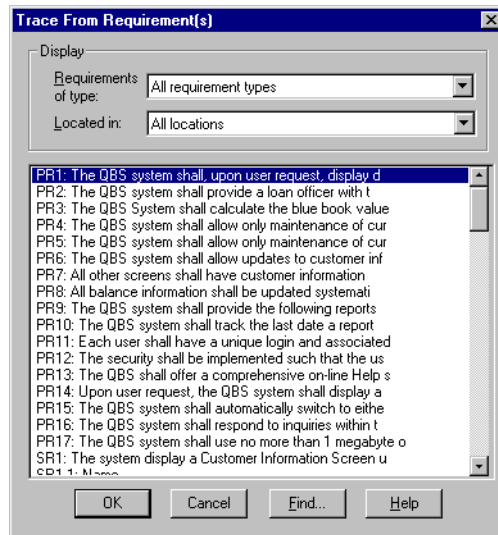 Trace From Requirement(s)
Display
Requirements
of type:
All requirement types
Located in:
All locations
PR1: The QBS system shall, upon user request, display d
PR2: The QBS system shall provide a loan officer with t
PR3: The QBS System shall calculate the blue book value
PR4: The QBS system shall allow only maintenance of cur
PR5: The QBS system shall allow only maintenance of cur
PR6: The QBS system shall allow updates to customer inf
PR7: All other screens shall have customer information
PR8: All balance information shall be updated systemati
PR9: The QBS system shall provide the following reports
PR10: The QBS system shall track the last date a report
PR11: Each user shall have a unique login and associated
PR12: The security shall be implemented such that the us
PR13: The QBS shall offer a comprehensive on-line Help s
PR14: Upon user request, the QBS system shall display a
PR15: The QBS system shall automatically switch to eithe
PR16: The QBS system shall respond to inquiries within t
PR17: The QBS system shall use no more than 1 megabyte o
SR1: The system display a Customer Information Screen u
SR1.1: Name
OK
Cancel
Find...
Help